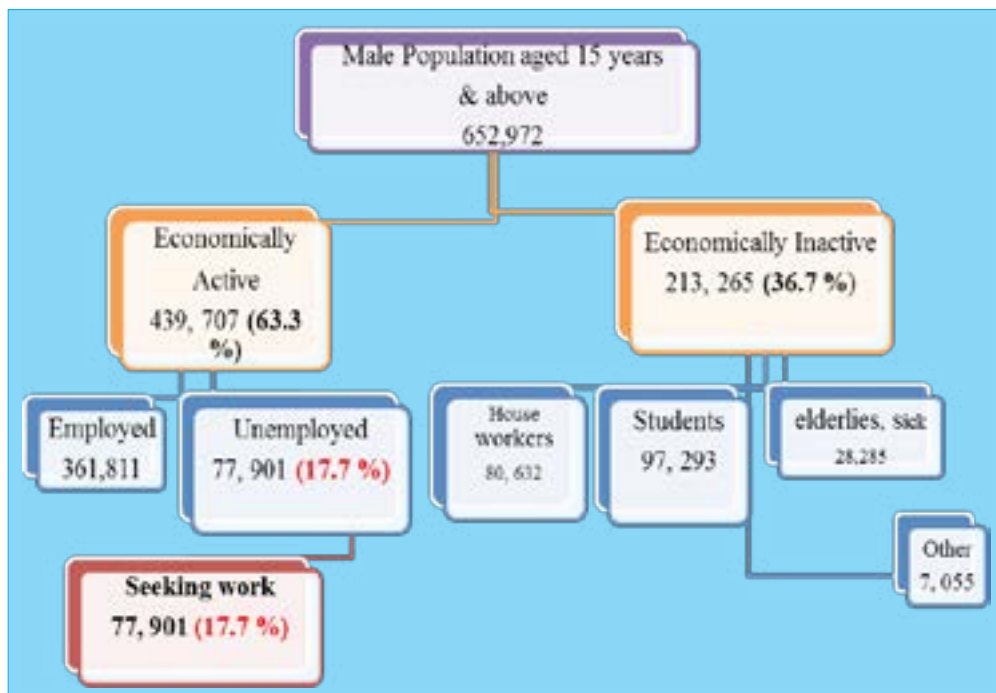 Male Population aged 15 years
& above
652,972
Economically
Active
439, 707 (63.3
%)
Economically Inactive
213, 265 (36.7 %)
Employed
361,811
Unemployed
77, 901 (17.7 %)
House
workers
80, 632
Students
97, 293
elderlies, sick
28,285
Other
7, 055
Seeking work
77, 901 (17.7 %)